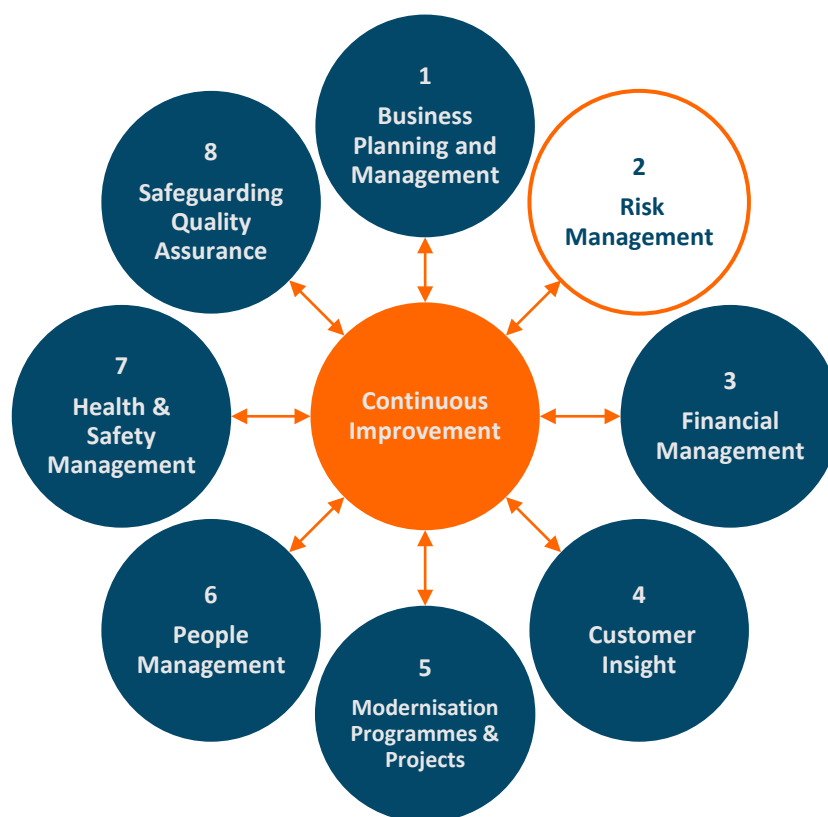 1
Business
Planning and
Management
2
Risk
Management
3
Financial
Management
4
Customer
Insight
5
Modernisation
Programmes &
Projects
6
People
Management
7
Health &
Safety
Management
8
Safeguarding
Quality
Assurance
Continuous
Improvement